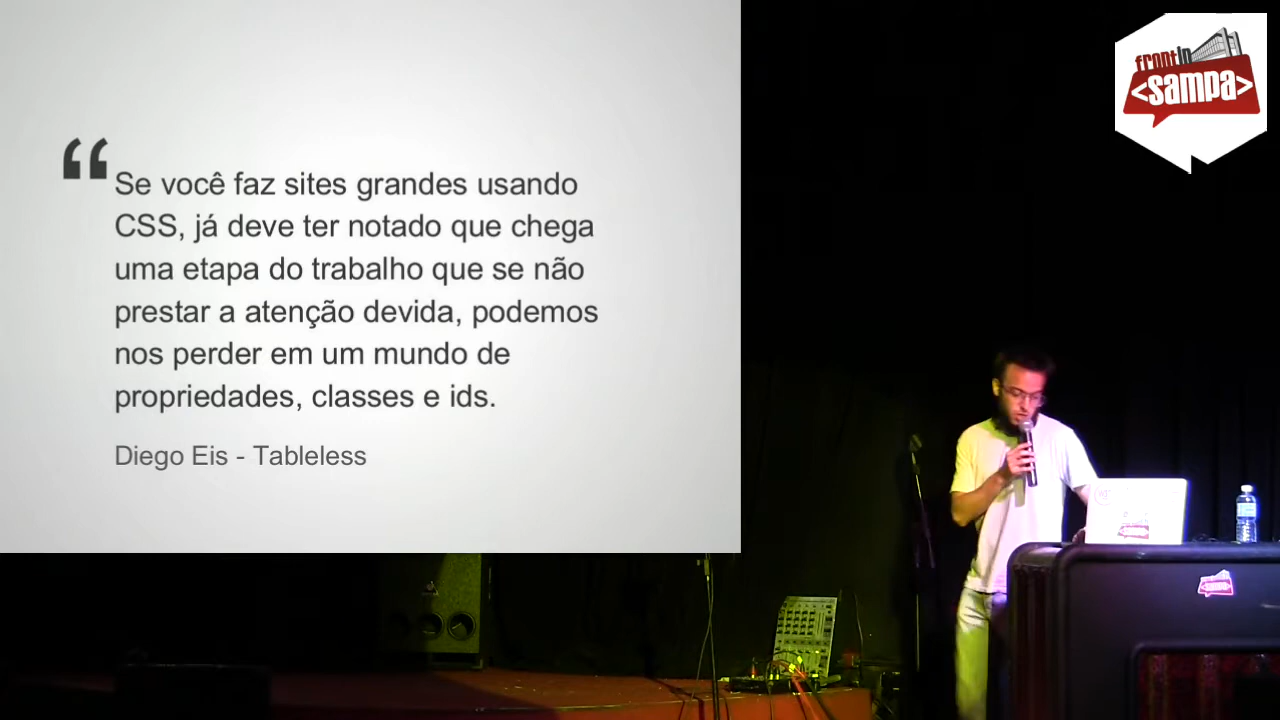 “ Se você faz sites grandes usando
CSS, já deve ter notado que chega
uma etapa do trabalho que se não
prestar a atenção devida, podemos
nos perder em um mundo de
propriedades, classes e ids.
Diego Eis - Tableless
frontIn
<sampa>